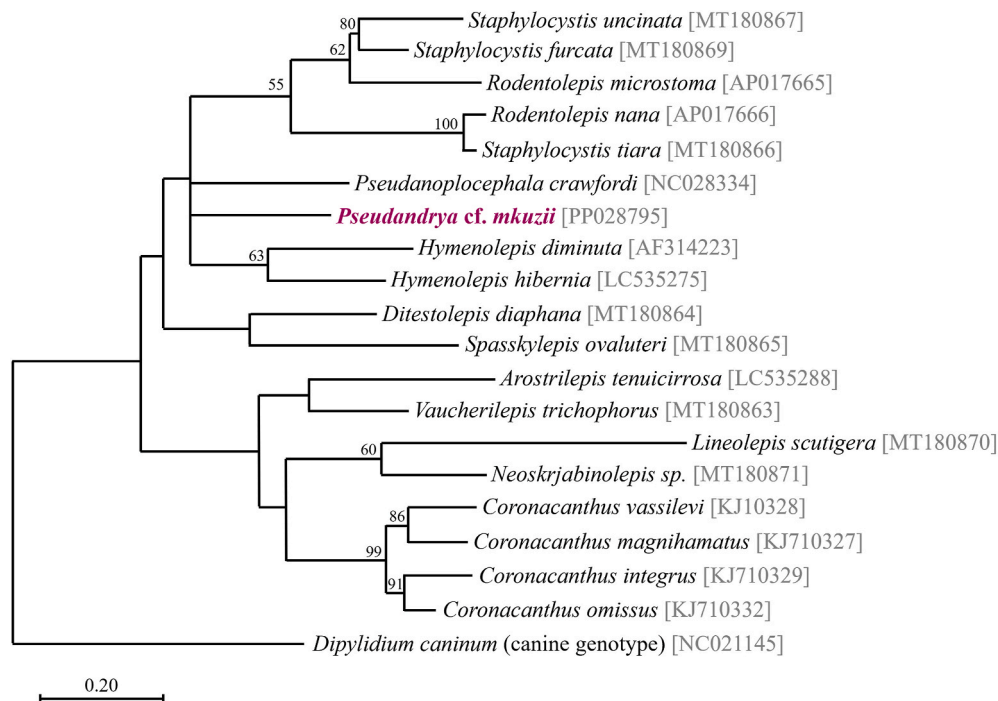 80
Staphylocystis uncinata [MT180867]
62
Staphylocystis furcata [MT180869]
55
Rodentolepis microstoma [AP017665]
100
Rodentolepis nana [AP017666]
Staphylocystis tiara [MT180866]
Pseudanoplocephala crawfordi [NC028334]
Pseudandrya cf. mkuzii [PP028795]
63
Hymenolepis diminuta [AF314223]
Hymenolepis hibernia [LC535275]
Ditestolepis diaphana [MT180864]
Spasskylepis ovaluteri [MT180865]
Arostrilepis tenuicirrosa [LC535288]
Vaucherilepis trichophorus [MT180863]
60
Lineolepis scutigera [MT180870]
Neoskrjabinolepis sp. [MT180871]
86
Coronacanthus vassilevi [KJ10328]
99
Coronacanthus magnihamatus [KJ710327]
91
Coronacanthus integrus [KJ710329]
Coronacanthus omissus [KJ710332]
Dipylidium caninum (canine genotype) [NC021145]
0.20